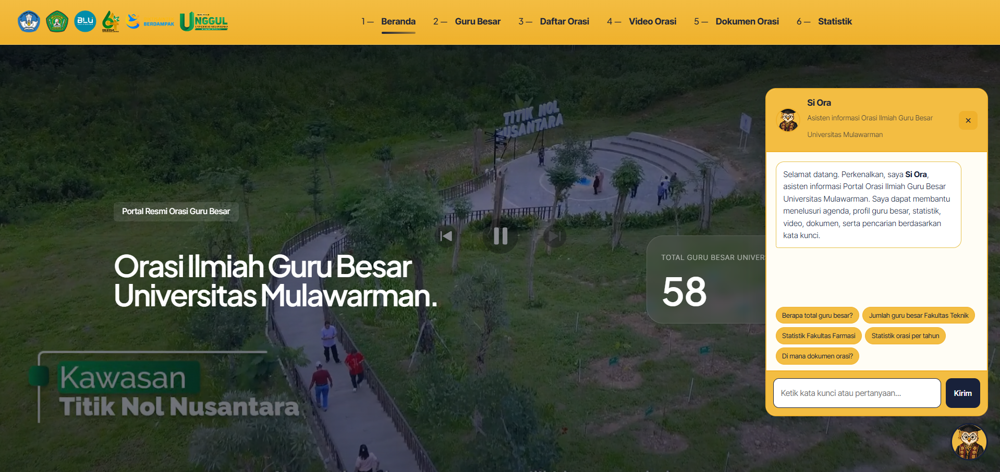 BLU
BERDAMPAK
UNGGUL
1 — Beranda
2 — Guru Besar
3 — Daftar Orasi
4 — Video Orasi
5 — Dokumen Orasi
6 — Statistik
TITIK NOL
NUSANTARA
Portal Resmi Orasi Guru Besar
Orasi Ilmiah Guru Besar
Universitas Mulawarman.
TOTAL GURU BESAR UNIVERS
58
Kawasan
Titik Nol Nusantara
Si Ora
Asisten informasi Orasi Ilmiah Guru Besar
Universitas Mulawarman
×
Selamat datang. Perkenalkan, saya Si Ora,
asisten informasi Portal Orasi Ilmiah Guru Besar
Universitas Mulawarman. Saya dapat membantu
menelusuri agenda, profil guru besar, statistik,
video, dokumen, serta pencarian berdasarkan
kata kunci.
Berapa total guru besar?
Jumlah guru besar Fakultas Teknik
Statistik Fakultas Farmasi
Statistik orasi per tahun
Di mana dokumen orasi?
Ketik kata kunci atau pertanyaan...
Kirim